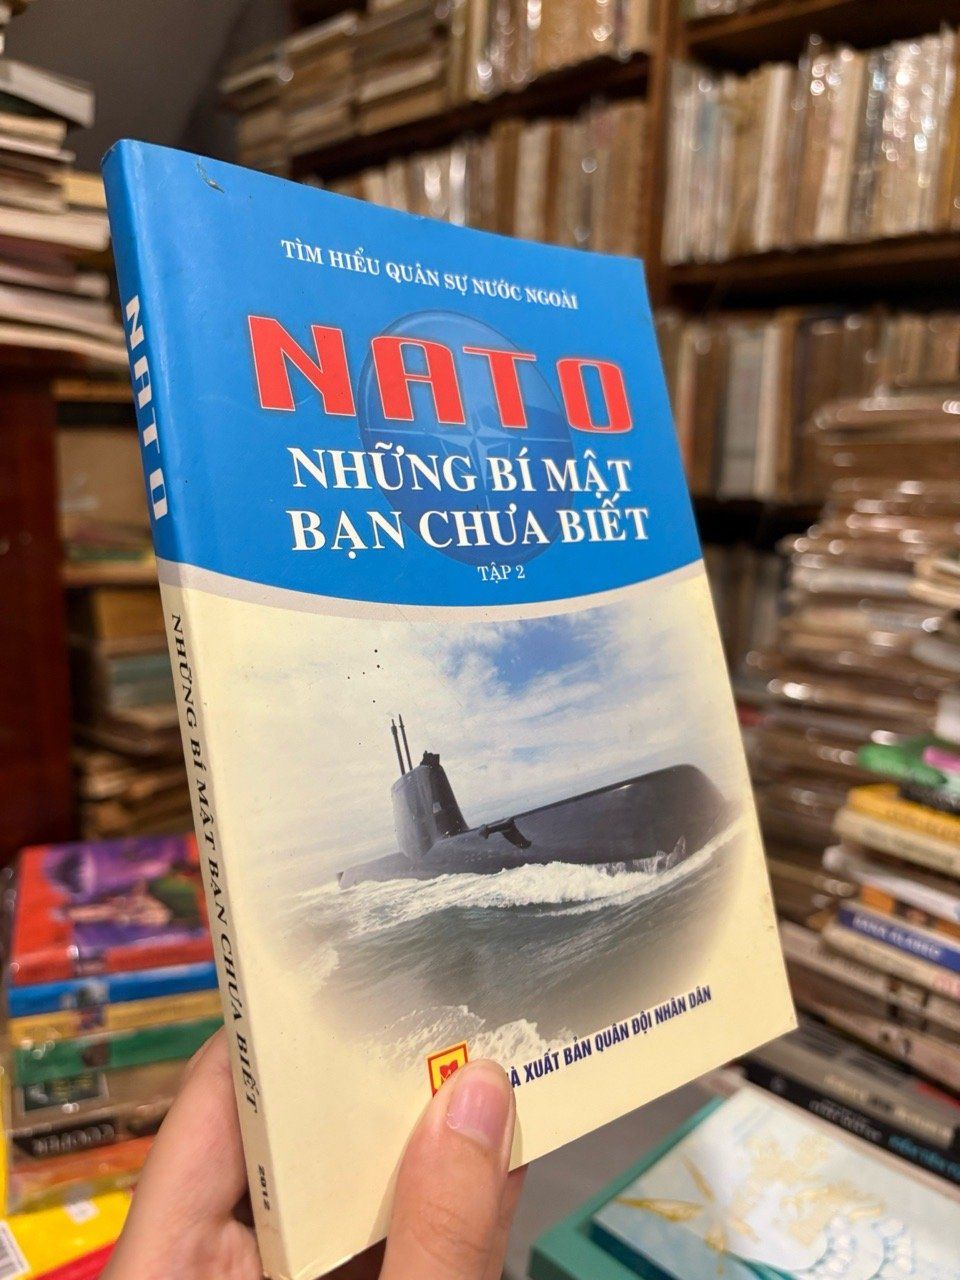 TÌM HIỂU QUÂN SỰ NƯỚC NGOÀI
NATO
NHỮNG BÍ MẬT
BẠN CHƯA BIẾT
TẬP 2
À XUẤT BẢN QUÂN ĐỘI NHÂN DÂN
NATO
NHỮNG BÍ MẬT BẠN CHƯA BIẾT
2012
COOPER